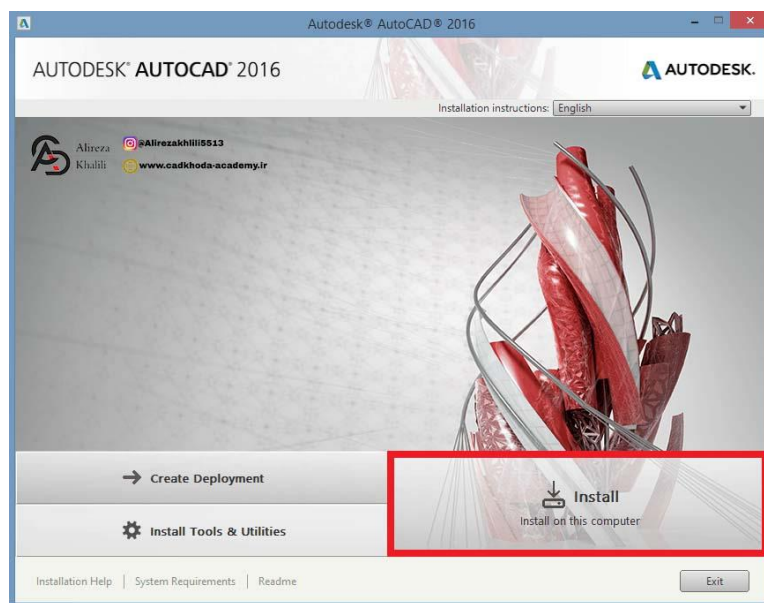 Autodesk® AutoCAD® 2016
AUTODESK® AUTOCAD® 2016
AUTODESK.
Installation instructions: English
Alireza
Khalili
@Alirezakhlili5513
www.cadkhoda-academy.ir
Create Deployment
Install
Install on this computer
Install Tools & Utilities
Installation Help | System Requirements | Readme
Exit